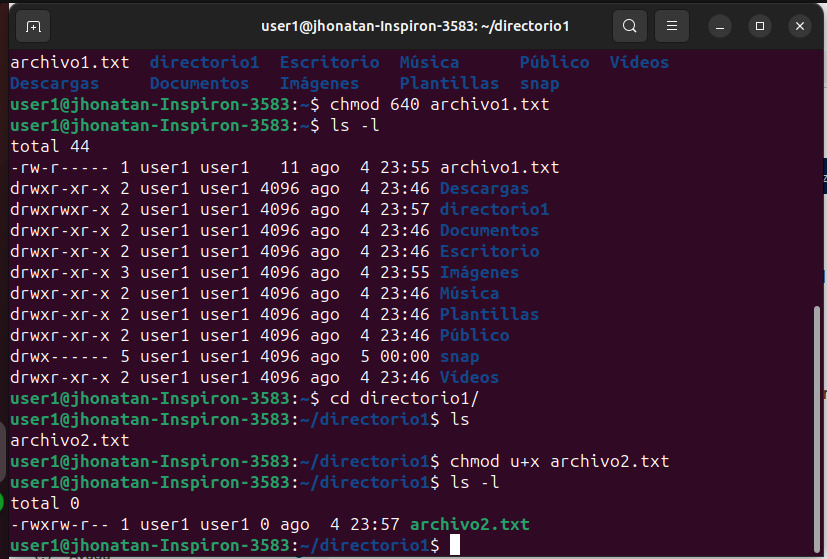 user1@jhonatan-Inspiron-3583: ~/directorio1
archivo1.txt  directorio1  Escritorio  Música      Público  Vídeos
Descargas     Documentos   Imágenes    Plantillas  snap
user1@jhonatan-Inspiron-3583:~$ chmod 640 archivo1.txt
user1@jhonatan-Inspiron-3583:~$ ls -l
total 44
-rw-r----- 1 user1 user1   11 ago  4 23:55 archivo1.txt
drwxr-xr-x 2 user1 user1 4096 ago  4 23:46 Descargas
drwxrwxr-x 2 user1 user1 4096 ago  4 23:57 directorio1
drwxr-xr-x 2 user1 user1 4096 ago  4 23:46 Documentos
drwxr-xr-x 2 user1 user1 4096 ago  4 23:46 Escritorio
drwxr-xr-x 3 user1 user1 4096 ago  4 23:55 Imágenes
drwxr-xr-x 2 user1 user1 4096 ago  4 23:46 Música
drwxr-xr-x 2 user1 user1 4096 ago  4 23:46 Plantillas
drwxr-xr-x 2 user1 user1 4096 ago  4 23:46 Público
drwx------ 5 user1 user1 4096 ago  5 00:00 snap
drwxr-xr-x 2 user1 user1 4096 ago  4 23:46 Vídeos
user1@jhonatan-Inspiron-3583:~$ cd directorio1/
user1@jhonatan-Inspiron-3583:~/directorio1$ ls
archivo2.txt
user1@jhonatan-Inspiron-3583:~/directorio1$ chmod u+x archivo2.txt
user1@jhonatan-Inspiron-3583:~/directorio1$ ls -l
total 0
-rwxrw-r-- 1 user1 user1 0 ago  4 23:57 archivo2.txt
user1@jhonatan-Inspiron-3583:~/directorio1$